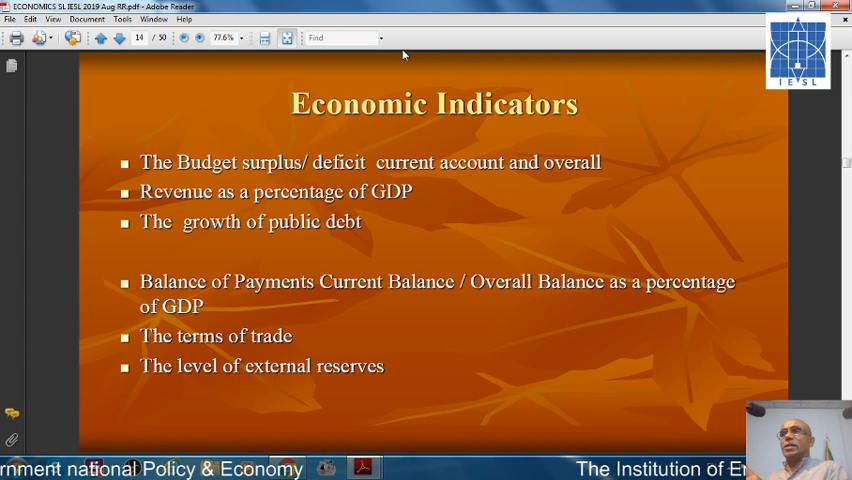 ECONOMICS SL IESL 2019 Aug RR.pdf - Adobe Reader
File Edit View Document Tools Window Help
14 / 50 77.6% Find
IESL
Economic Indicators
The Budget surplus/ deficit current account and overall
Revenue as a percentage of GDP
The growth of public debt
Balance of Payments Current Balance / Overall Balance as a percentage
of GDP
The terms of trade
The level of external reserves
rnment national Policy & Economy The Institution of En